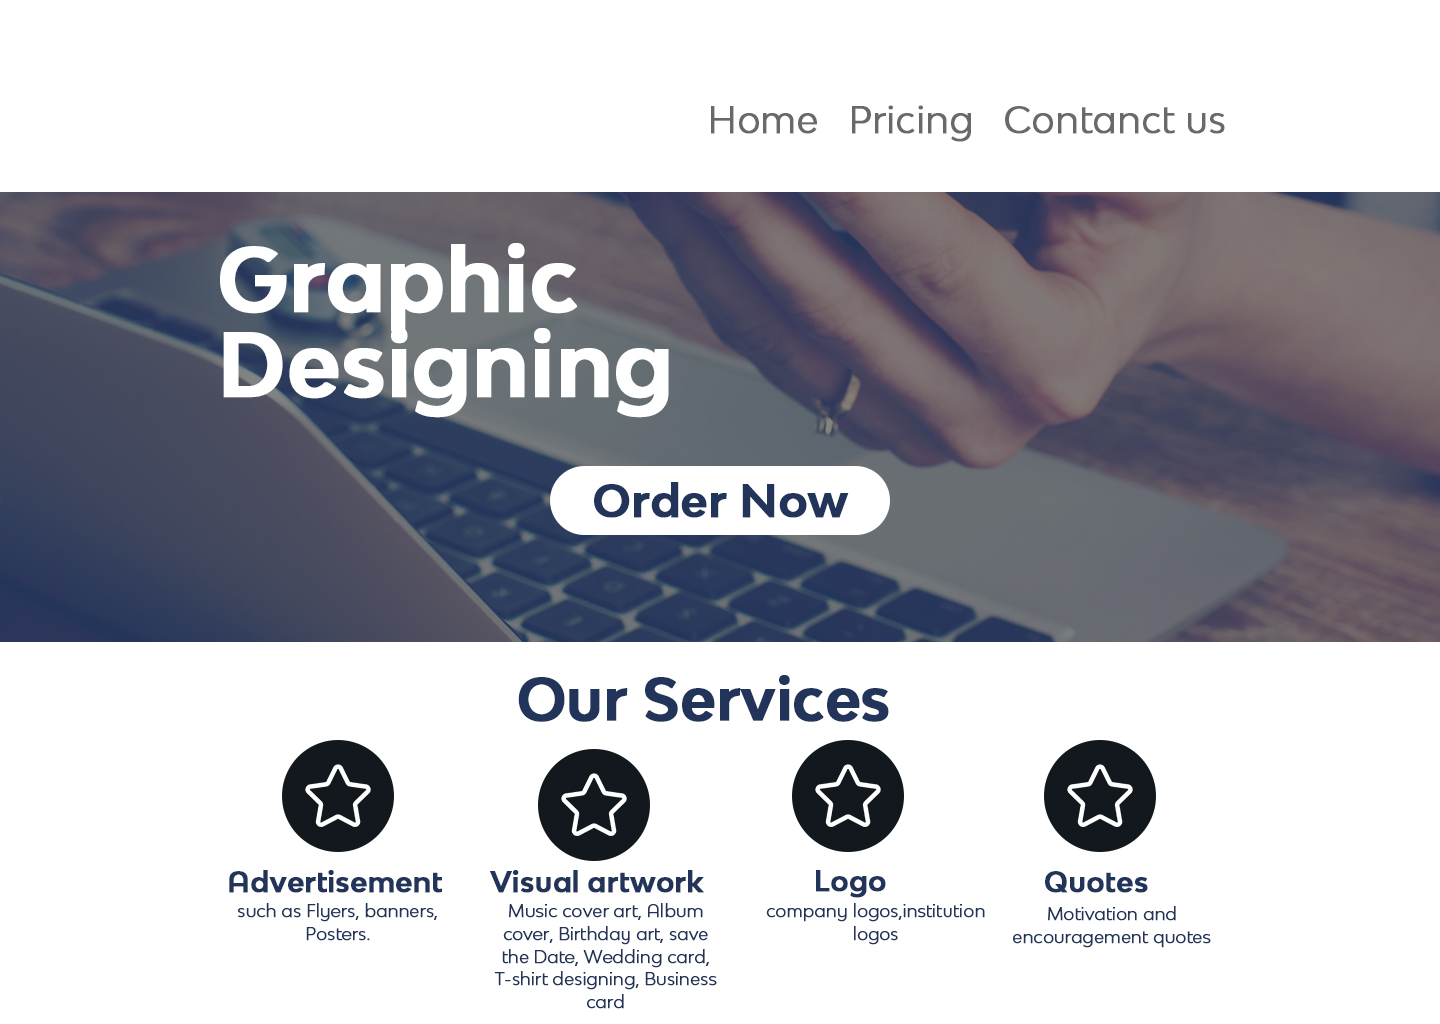 Home Pricing Contanct us
Graphic
Designing
Order Now
Our Services
Advertisement
such as Flyers, banners,
Posters.
Visual artwork
Music cover art, Album
cover, Birthday art, save
the Date, Wedding card,
T-shirt designing, Business
card
Logo
company logos,institution
logos
Quotes
Motivation and
encouragement quotes